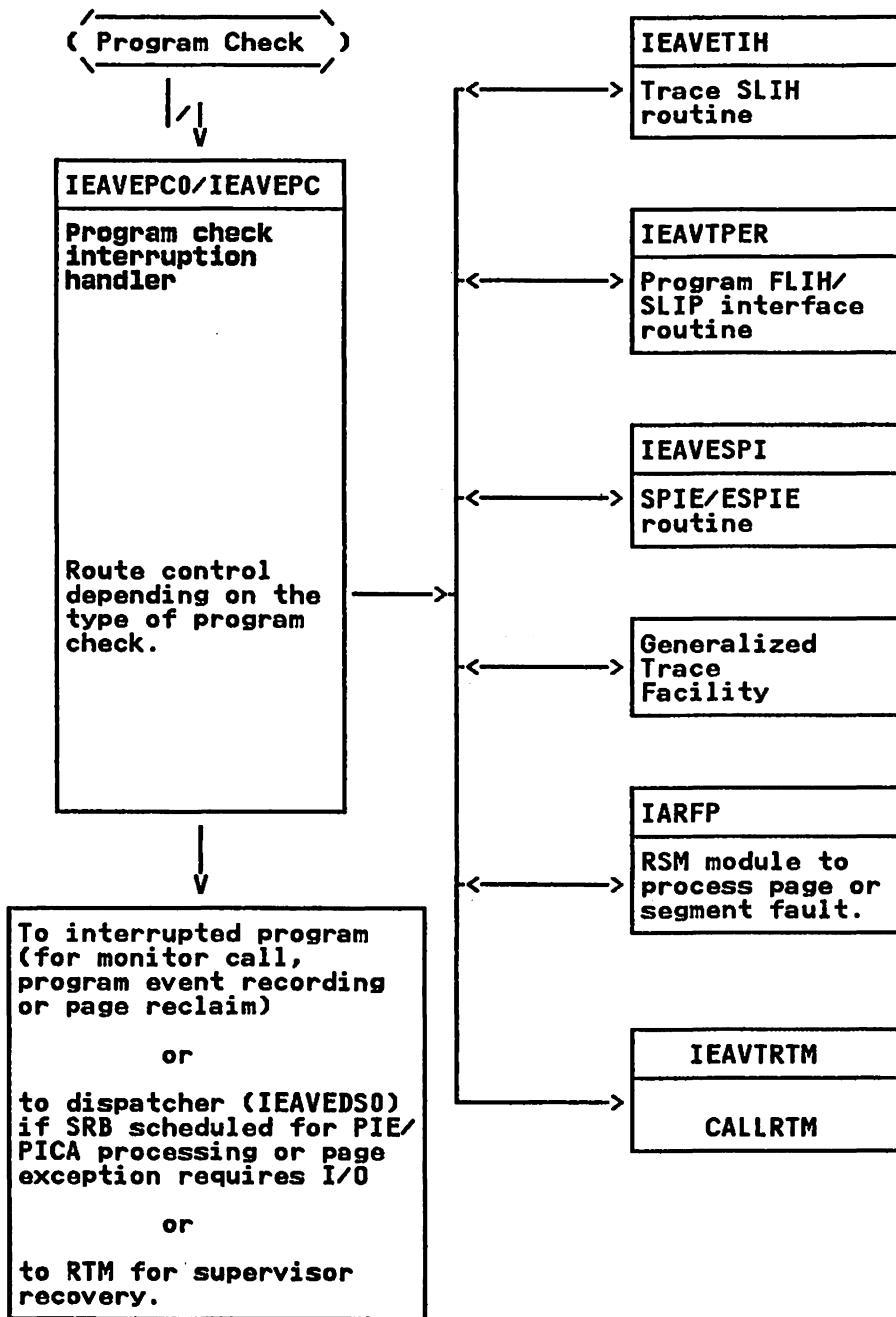 ( Program Check )
IEAVEPC0/IEAVEPC
Program check
interruption
handler
Route control
depending on the
type of program
check.
To interrupted program
(for monitor call,
program event recording
or page reclaim)
or
to dispatcher (IEAVEDS0)
if SRB scheduled for PIE/
PICA processing or page
exception requires I/O
or
to RTM for supervisor
recovery.
IEAVETIH
Trace SLIH
routine
IEAVTPER
Program FLIH/
SLIP interface
routine
IEAVESPI
SPIE/ESPIE
routine
Generalized
Trace
Facility
IARFP
RSM module to
process page or
segment fault.
IEAVTRTM
CALLRTM